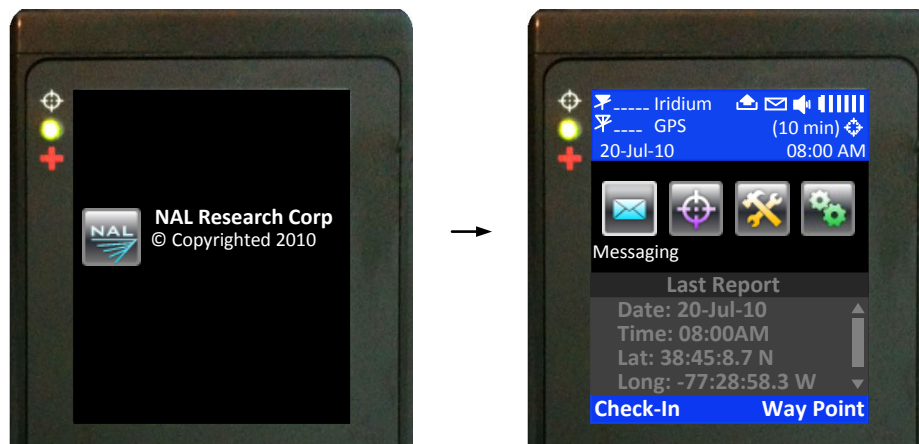 NAL
NAL Research Corp
© Copyrighted 2010
----- Iridium
---- GPS (10 min)
20-Jul-10 08:00 AM
Messaging
Last Report
Date: 20-Jul-10
Time: 08:00AM
Lat: 38:45:8.7 N
Long: -77:28:58.3 W
Check-In Way Point